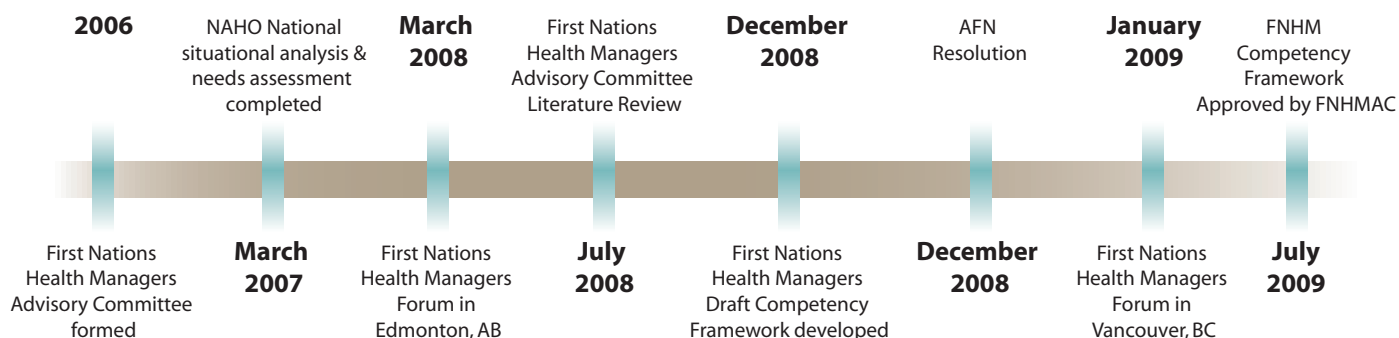 2006
First Nations
Health Managers
Advisory Committee
formed
NAHO National
situational analysis &
needs assessment
completed
March
2007
March
2008
First Nations
Health Managers
Forum in
Edmonton, AB
First Nations
Health Managers
Advisory Committee
Literature Review
July
2008
December
2008
First Nations
Health Managers
Draft Competency
Framework developed
AFN
Resolution
December
2008
January
2009
First Nations
Health Managers
Forum in
Vancouver, BC
FNHM
Competency
Framework
Approved by FNHMAC
July
2009